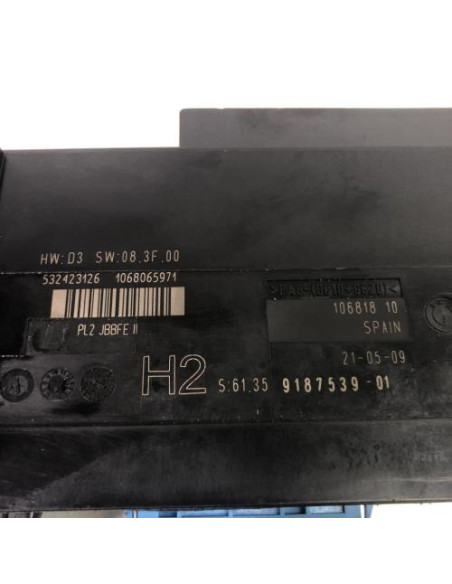 HW:D3 SW:08.3F.00
532423126 1068065971
PL2 JBBFE II
106818 10
SPAIN
21-05-09
H2 S:61.35 9187539-01